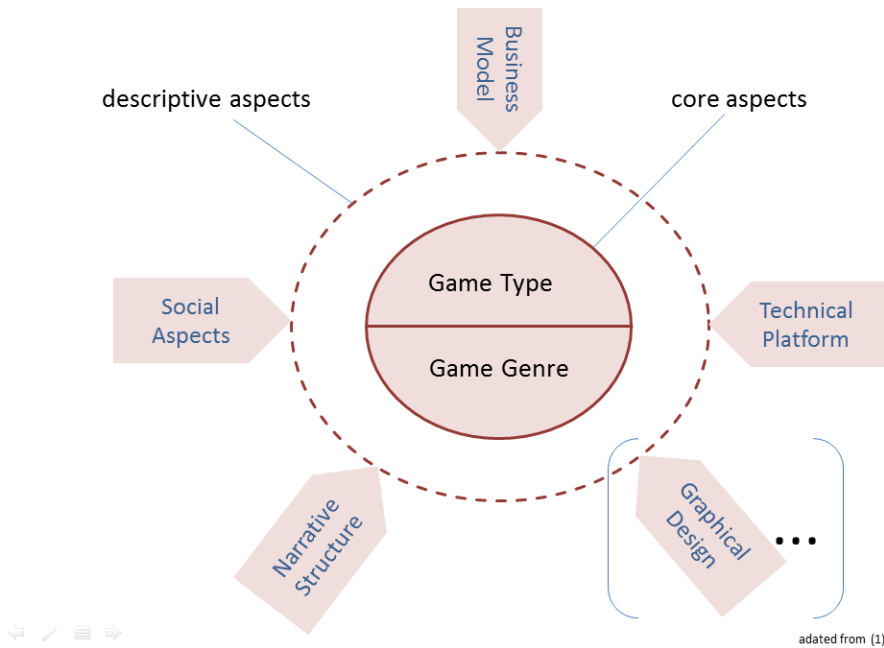 Business
Model
descriptive aspects
core aspects
Game Type
Social
Aspects
Technical
Platform
Game Genre
Narrative
Structure
Graphical
Design
...
adated from (1)